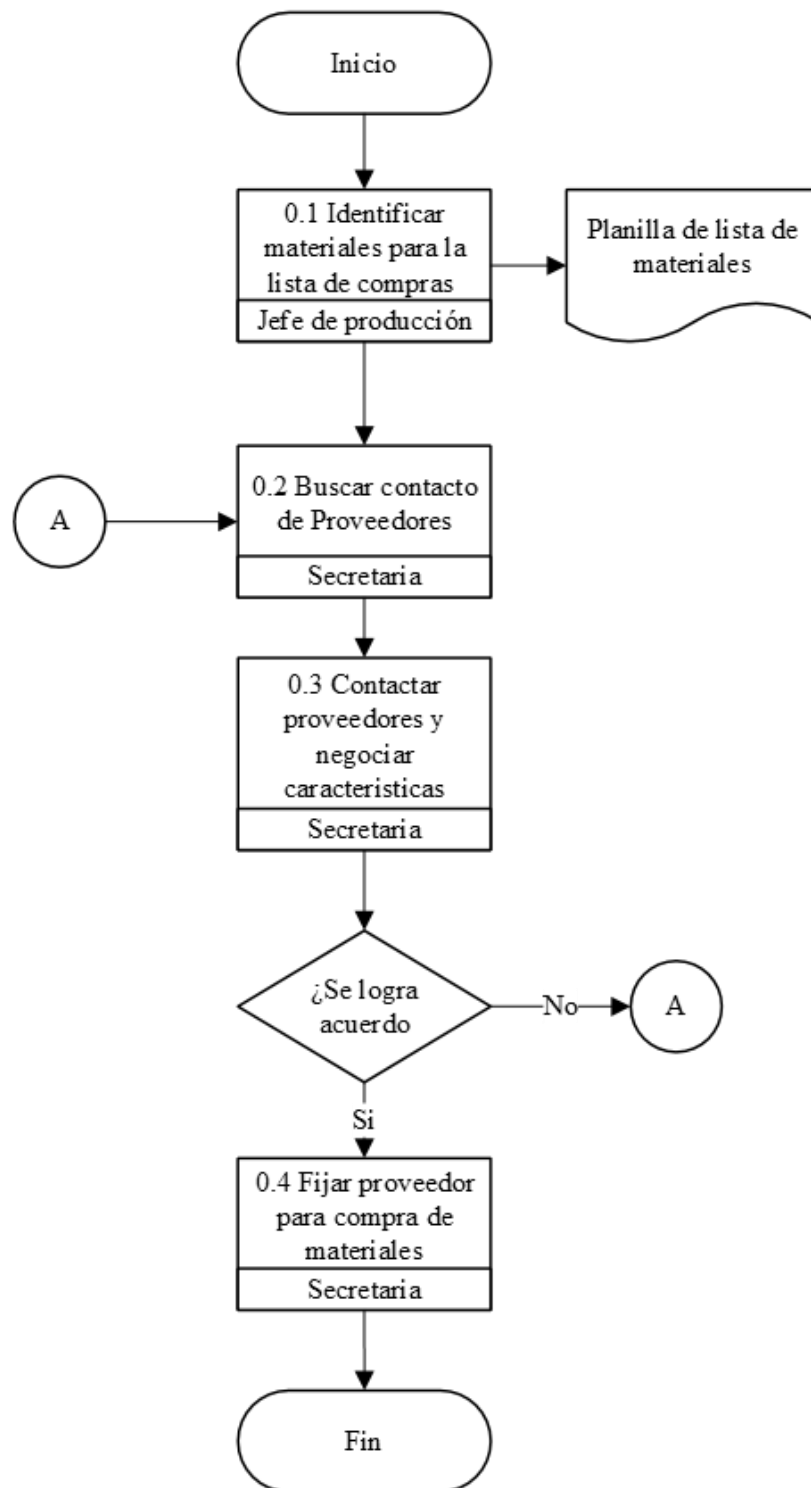 Inicio
0.1 Identificar
materiales para la
lista de compras
Jefe de producción
Planilla de lista de
materiales
A
0.2 Buscar contacto
de Proveedores
Secretaria
0.3 Contactar
proveedores y
negociar
caracteristicas
Secretaria
¿Se logra
acuerdo
No
A
Si
0.4 Fijar proveedor
para compra de
materiales
Secretaria
Fin